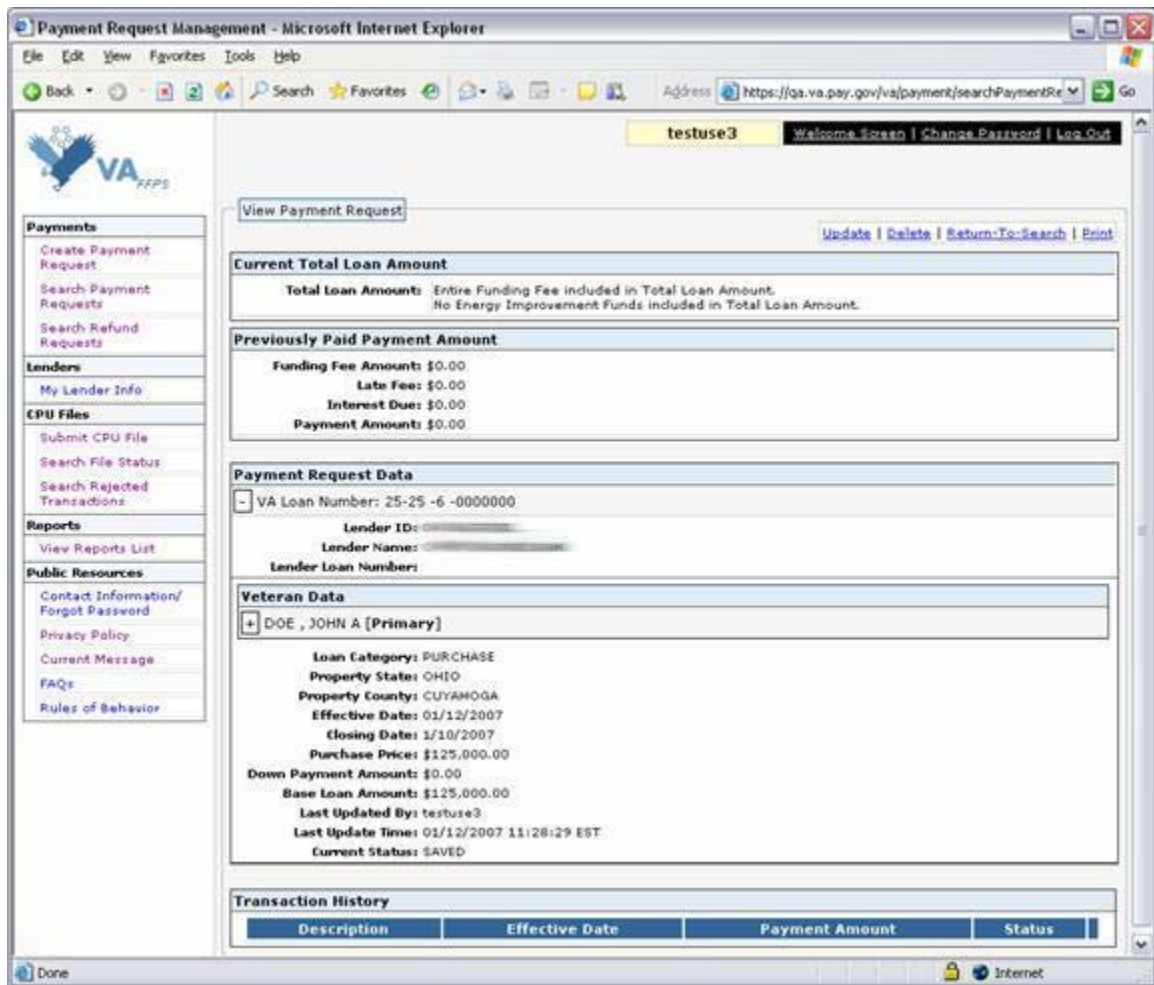 Payment Request Management - Microsoft Internet Explorer
File Edit View Favorites Tools Help
Back Search Favorites Address https://qa.va.pay.gov/va/payment/searchPaymentRe Go
VA FFPS
testuse3 Welcome Screen | Change Password | Log Out
Payments
Create Payment
Request
Search Payment
Requests
Search Refund
Requests
Lenders
My Lender Info
CPU Files
Submit CPU File
Search File Status
Search Rejected
Transactions
Reports
View Reports List
Public Resources
Contact Information/
Forgot Password
Privacy Policy
Current Message
FAQs
Rules of Behavior
View Payment Request
Update | Delete | Return-To-Search | Print
Current Total Loan Amount
Total Loan Amount: Entire Funding Fee included in Total Loan Amount.
No Energy Improvement Funds included in Total Loan Amount.
Previously Paid Payment Amount
Funding Fee Amount: $0.00
Late Fee: $0.00
Interest Due: $0.00
Payment Amount: $0.00
Payment Request Data
- VA Loan Number: 25-25 -6 -0000000
Lender ID:
Lender Name:
Lender Loan Number:
Veteran Data
+ DOE , JOHN A [Primary]
Loan Category: PURCHASE
Property State: OHIO
Property County: CUYAHOGA
Effective Date: 01/12/2007
Closing Date: 1/10/2007
Purchase Price: $125,000.00
Down Payment Amount: $0.00
Base Loan Amount: $125,000.00
Last Updated By: testuse3
Last Update Time: 01/12/2007 11:28:29 EST
Current Status: SAVED
Transaction History
Description Effective Date Payment Amount Status
Done Internet